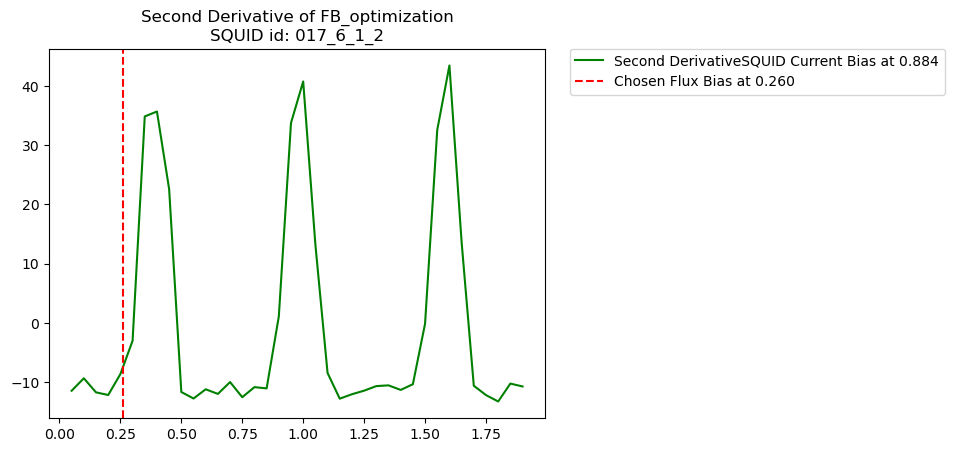 Second Derivative of FB_optimization
SQUID id: 017_6_1_2
Second DerivativeSQUID Current Bias at 0.884
Chosen Flux Bias at 0.260
40
30
20
10
0
−10
0.00 0.25 0.50 0.75 1.00 1.25 1.50 1.75